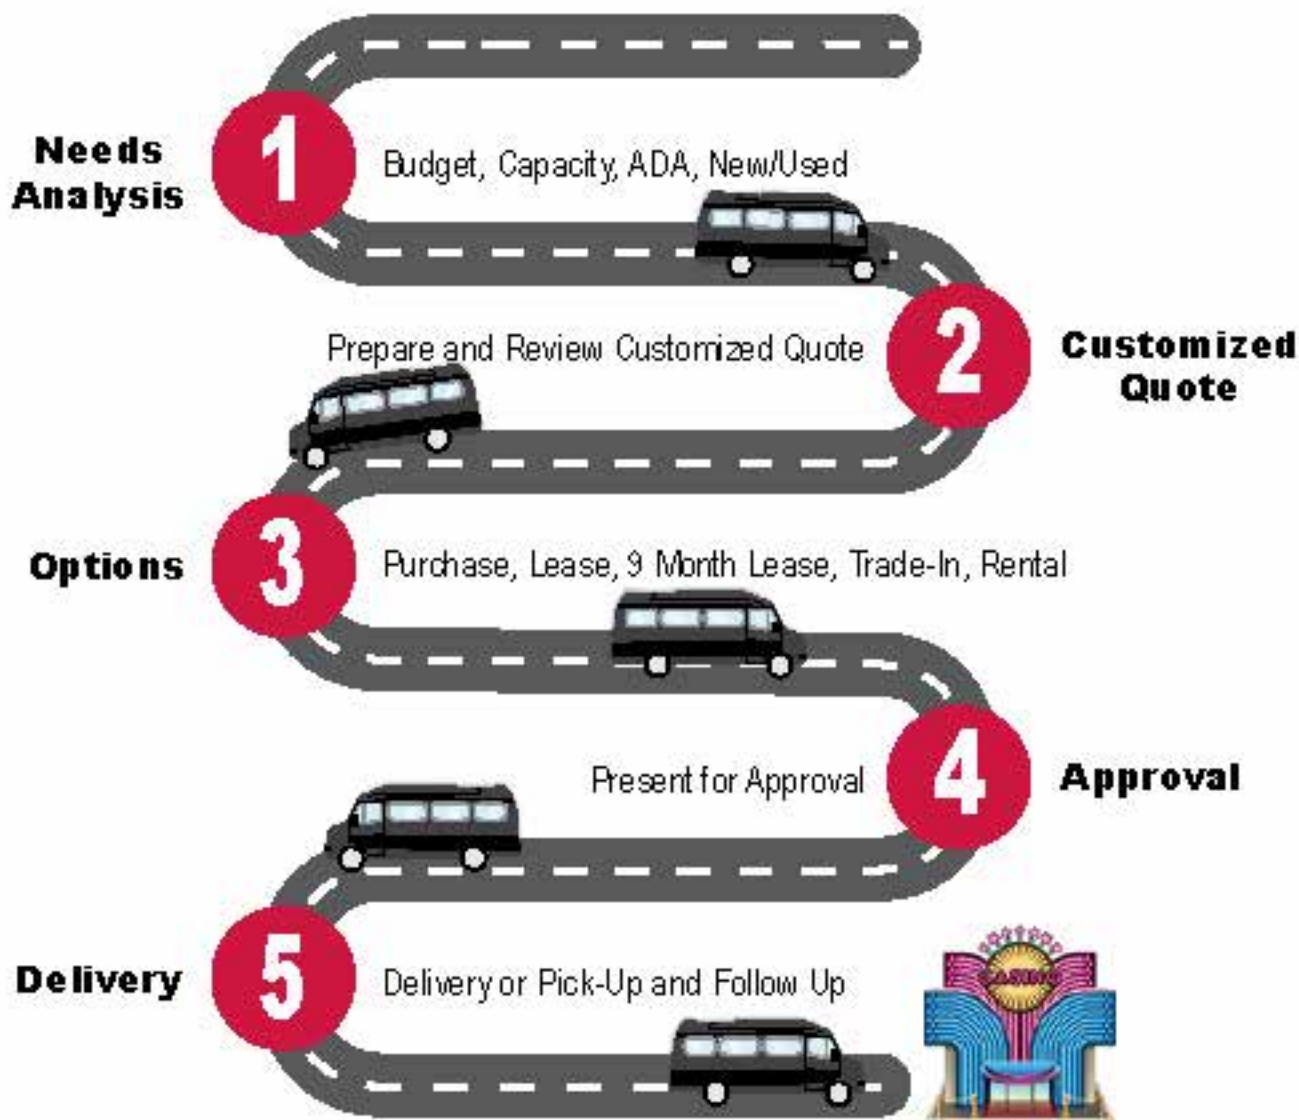 Needs
Analysis
1
Budget, Capacity, ADA, New/Used
Prepare and Review Customized Quote
2
Customized
Quote
Options
3
Purchase, Lease, 9 Month Lease, Trade-In, Rental
Present for Approval
4
Approval
Delivery
5
Delivery or Pick-Up and Follow Up
CASINO